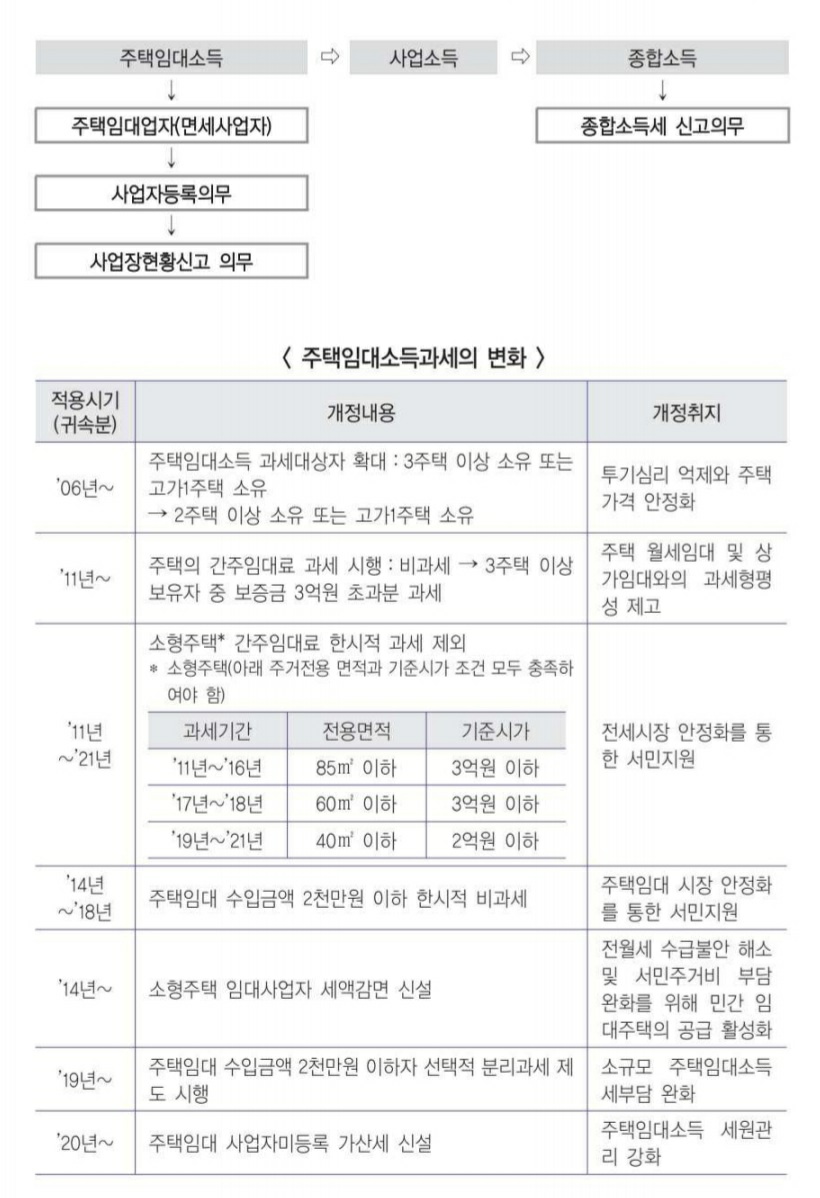 주택임대소득 ⇨ 사업소득 ⇨ 종합소득
↓ ↓
주택임대업자(면세사업자) 종합소득세 신고의무
↓
사업자등록의무
↓
사업장현황신고 의무
〈 주택임대소득과세의 변화 〉
적용시기
(귀속분)
개정내용
개정취지
'06년~
주택임대소득 과세대상자 확대 : 3주택 이상 소유 또는
고가1주택 소유
→ 2주택 이상 소유 또는 고가1주택 소유
투기심리 억제와 주택
가격 안정화
'11년~
주택의 간주임대료 과세 시행 : 비과세 → 3주택 이상
보유자 중 보증금 3억원 초과분 과세
주택 월세임대 및 상
가임대와의 과세형평
성 제고
'11년
~'21년
소형주택* 간주임대료 한시적 과세 제외
* 소형주택(아래 주거전용 면적과 기준시가 조건 모두 충족하
여야 함)
과세기간 전용면적 기준시가
'11년~'16년 85㎡ 이하 3억원 이하
'17년~'18년 60㎡ 이하 3억원 이하
'19년~'21년 40㎡ 이하 2억원 이하
전세시장 안정화를 통
한 서민지원
'14년
~'18년
주택임대 수입금액 2천만원 이하 한시적 비과세
주택임대 시장 안정화
를 통한 서민지원
'14년~
소형주택 임대사업자 세액감면 신설
전월세 수급불안 해소
및 서민주거비 부담
완화를 위해 민간 임
대주택의 공급 활성화
'19년~
주택임대 수입금액 2천만원 이하자 선택적 분리과세 제
도 시행
소규모 주택임대소득
세부담 완화
'20년~
주택임대 사업자미등록 가산세 신설
주택임대소득 세원관
리 강화